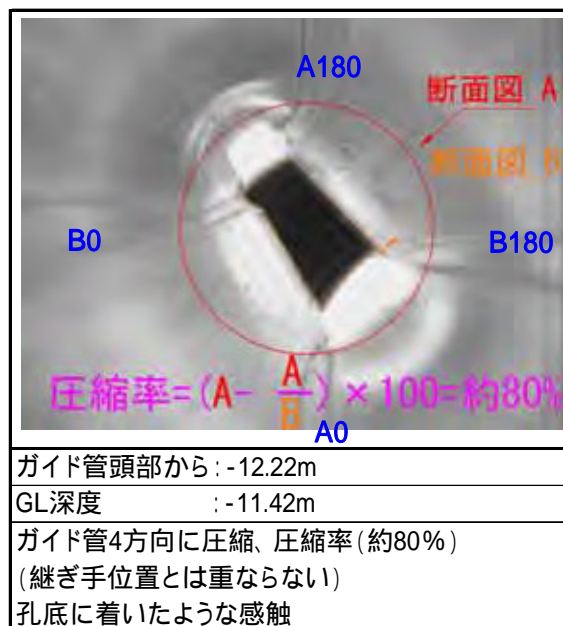 A180
断面図 A
断面図 B
B0
B180
圧縮率=(A- A/B) × 100=約80%
A0
ガイド管頭部から:-12.22m
GL深度 :-11.42m
ガイド管4方向に圧縮、圧縮率(約80%)
(継ぎ手位置とは重ならない)
孔底に着いたような感触